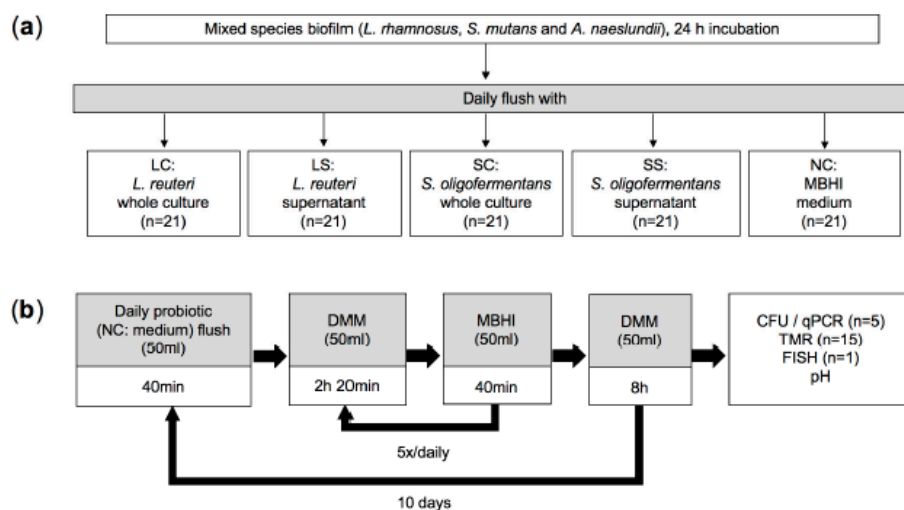 (a)
Mixed species biofilm (L. rhamnosus, S. mutans and A. naeslundii), 24 h incubation
Daily flush with
LC:
L. reuteri
whole culture
(n=21)
LS:
L. reuteri
supernatant
(n=21)
SC:
S. oligofermentans
whole culture
(n=21)
SS:
S. oligofermentans
supernatant
(n=21)
NC:
MBHI
medium
(n=21)
(b)
Daily probiotic
(NC: medium) flush
(50ml)
40min
DMM
(50ml)
2h 20min
MBHI
(50ml)
40min
DMM
(50ml)
8h
CFU / qPCR (n=5)
TMR (n=15)
FISH (n=1)
pH
5x/daily
10 days